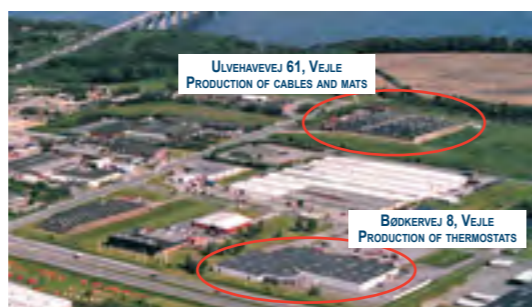 ULVEHAVEVEJ 61, VEJLE
PRODUCTION OF CABLES AND MATS
BØDKERVEJ 8, VEJLE
PRODUCTION OF THERMOSTATS